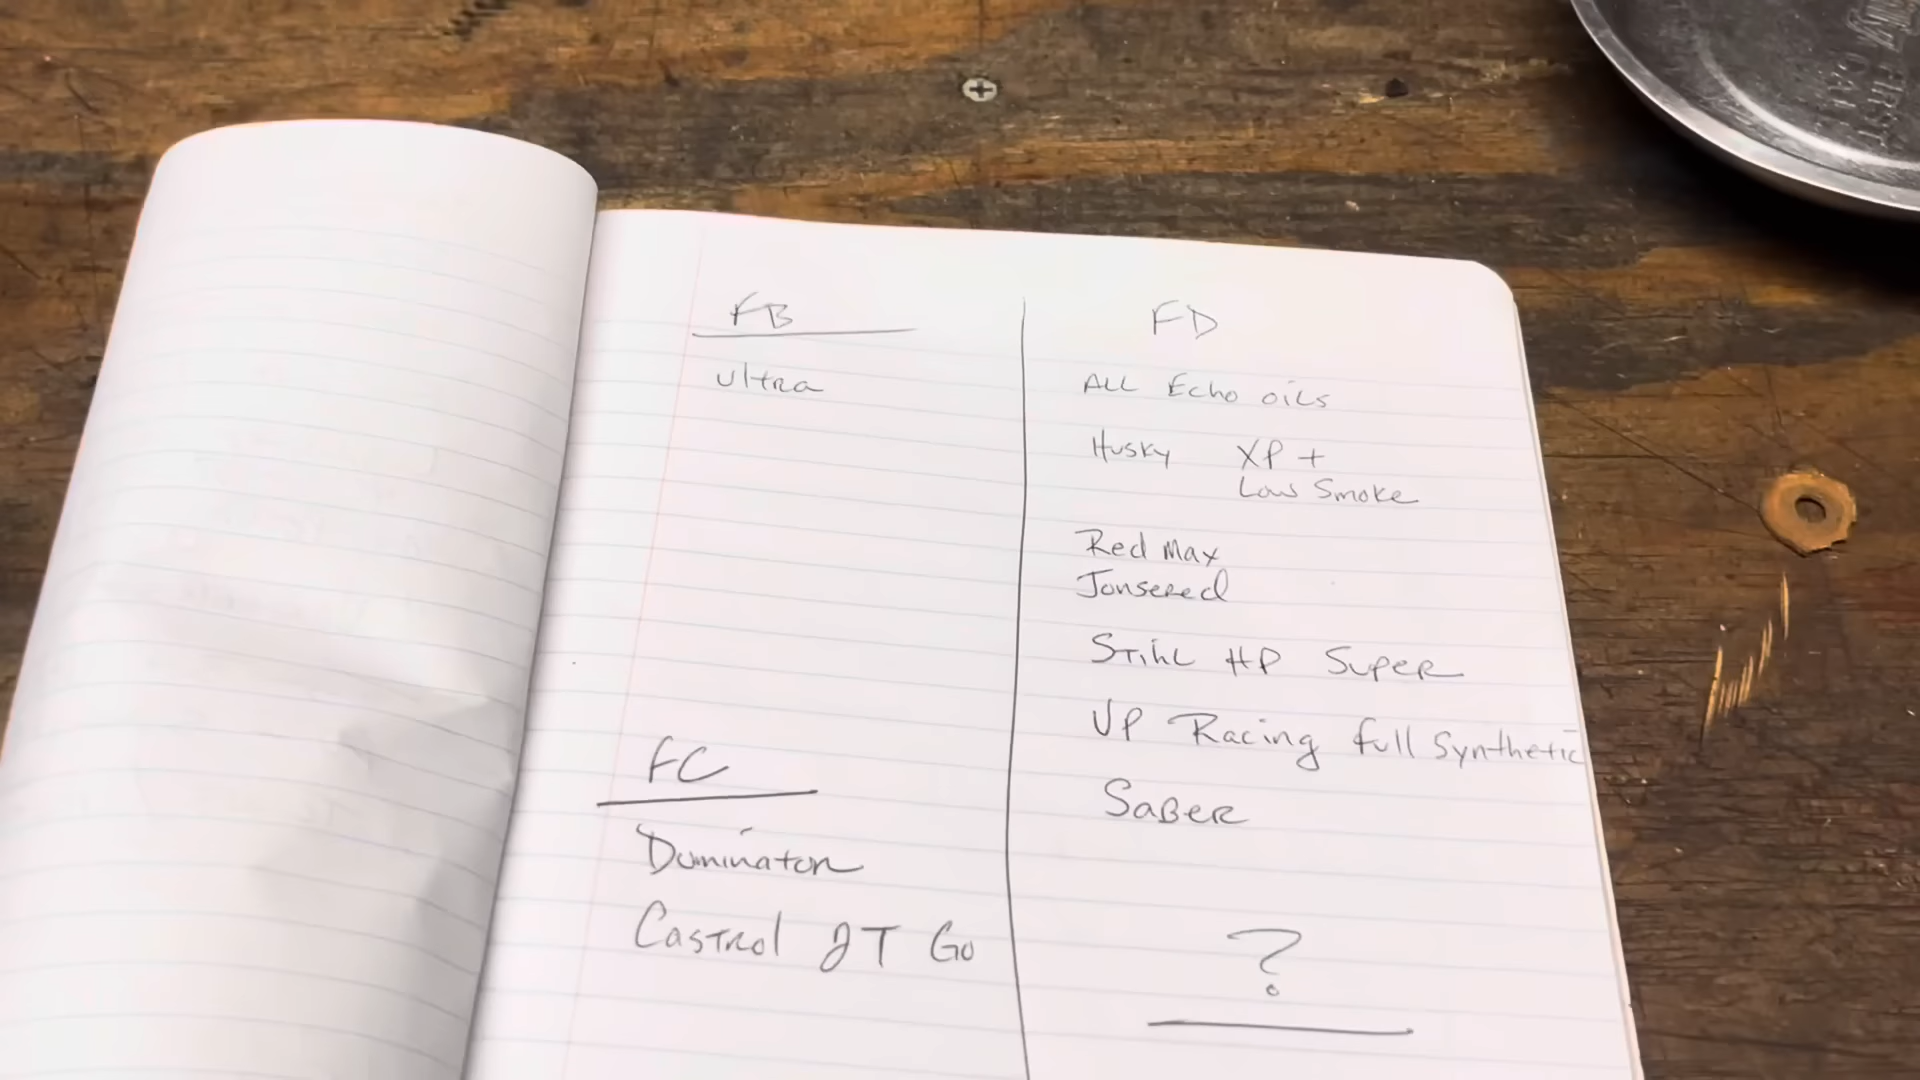 FB
Ultra
FC
Dominator
Castrol 2T Go
FD
ALL Echo oils
Husky XP +
Low Smoke
Red Max
Jonsered
Stihl HP Super
VP Racing full Synthetic
Saber
?